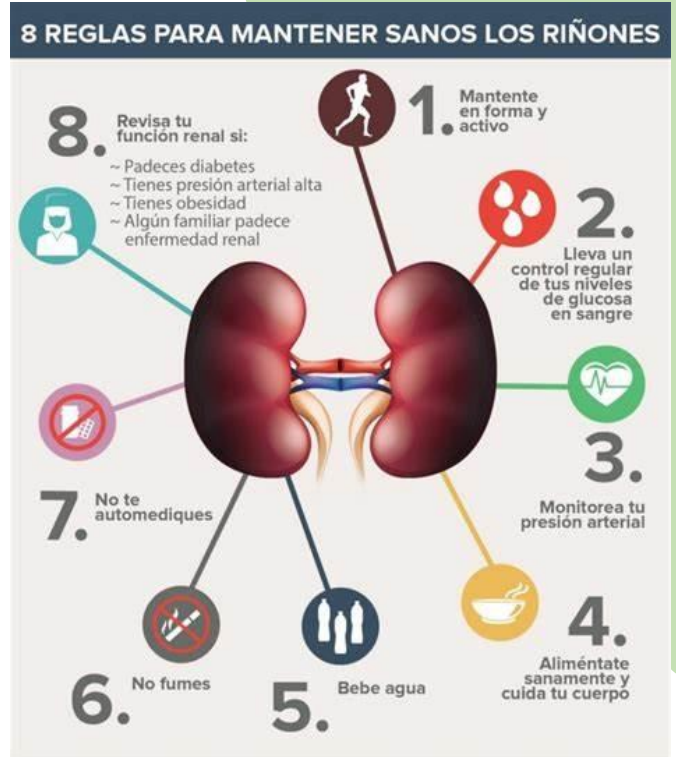 8 REGLAS PARA MANTENER SANOS LOS RIÑONES
1.
Mantente
en forma y
activo
2.
Lleva un
control regular
de tus niveles
de glucosa
en sangre
3.
Monitorea tu
presión arterial
4.
Aliméntate
sanamente y
cuida tu cuerpo
5.
Bebe agua
6.
No fumes
7.
No te
automediques
8.
Revisa tu
función renal si:
~ Padeces diabetes
~ Tienes presión arterial alta
~ Tienes obesidad
~ Algún familiar padece
enfermedad renal